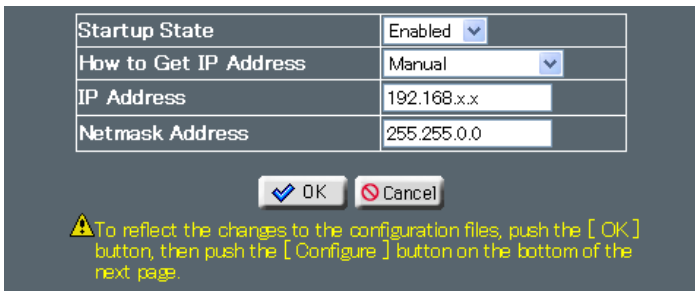 Startup State Enabled
How to Get IP Address Manual
IP Address 192.168.x.x
Netmask Address 255.255.0.0
OK Cancel
To reflect the changes to the configuration files, push the [ OK ]
button, then push the [ Configure ] button on the bottom of the
next page.